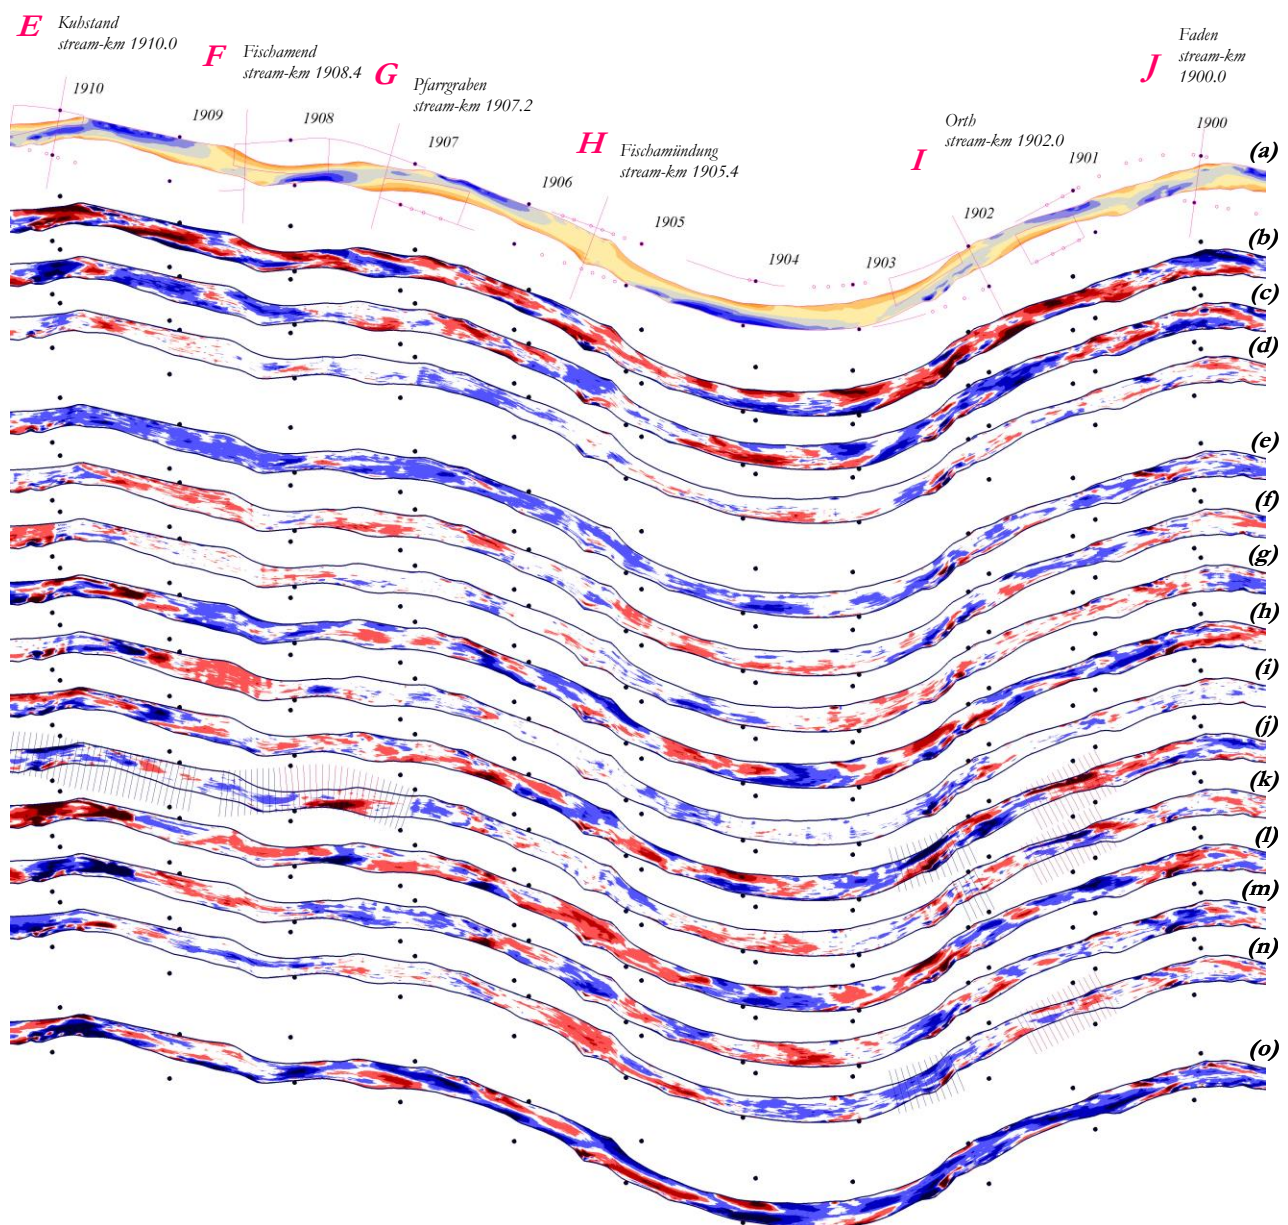 E
Kuhstand
stream-km 1910.0
F
Fischamend
stream-km 1908.4
G
Pfarrgraben
stream-km 1907.2
H
Fischamündung
stream-km 1905.4
I
Orth
stream-km 1902.0
J
Faden
stream-km
1900.0
1910
1909
1908
1907
1906
1905
1904
1903
1902
1901
1900
(a)
(b)
(c)
(d)
(e)
(f)
(g)
(h)
(i)
(j)
(k)
(l)
(m)
(n)
(o)